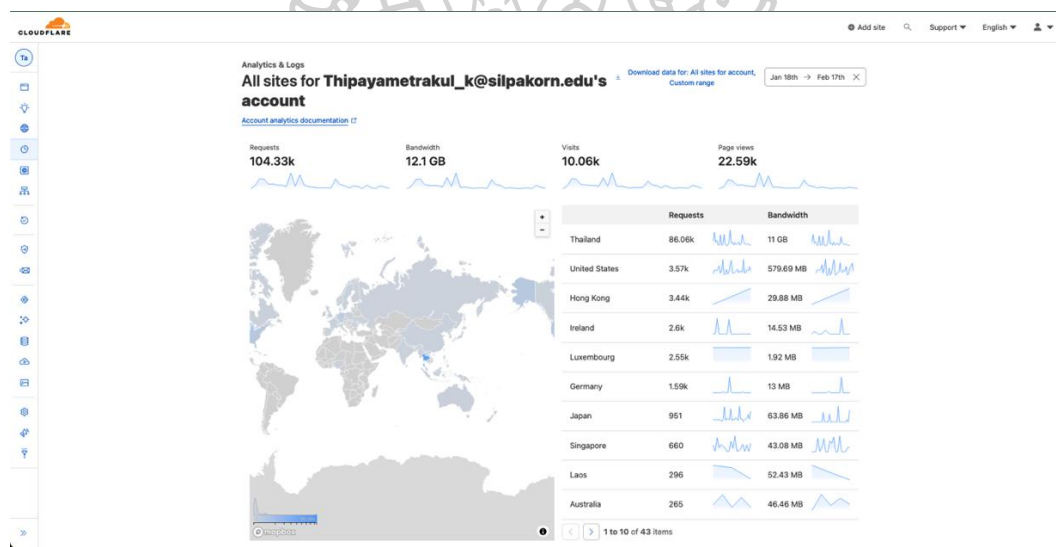 CLOUDFLARE
Add site
Support
English
Ta
Analytics & Logs
All sites for Thipayametrakul_k@silpakorn.edu's
account
Download data for: All sites for account,
Custom range
Jan 18th → Feb 17th
Account analytics documentation
Requests Bandwidth Visits Page views
104.33k 12.1 GB 10.06k 22.59k
+
−
Requests Bandwidth
Thailand 86.06k 11 GB
United States 3.57k 579.69 MB
Hong Kong 3.44k 29.88 MB
Ireland 2.6k 14.53 MB
Luxembourg 2.55k 1.92 MB
Germany 1.59k 13 MB
Japan 951 63.86 MB
Singapore 660 43.08 MB
Laos 296 52.43 MB
Australia 265 46.46 MB
mapbox
1 to 10 of 43 items